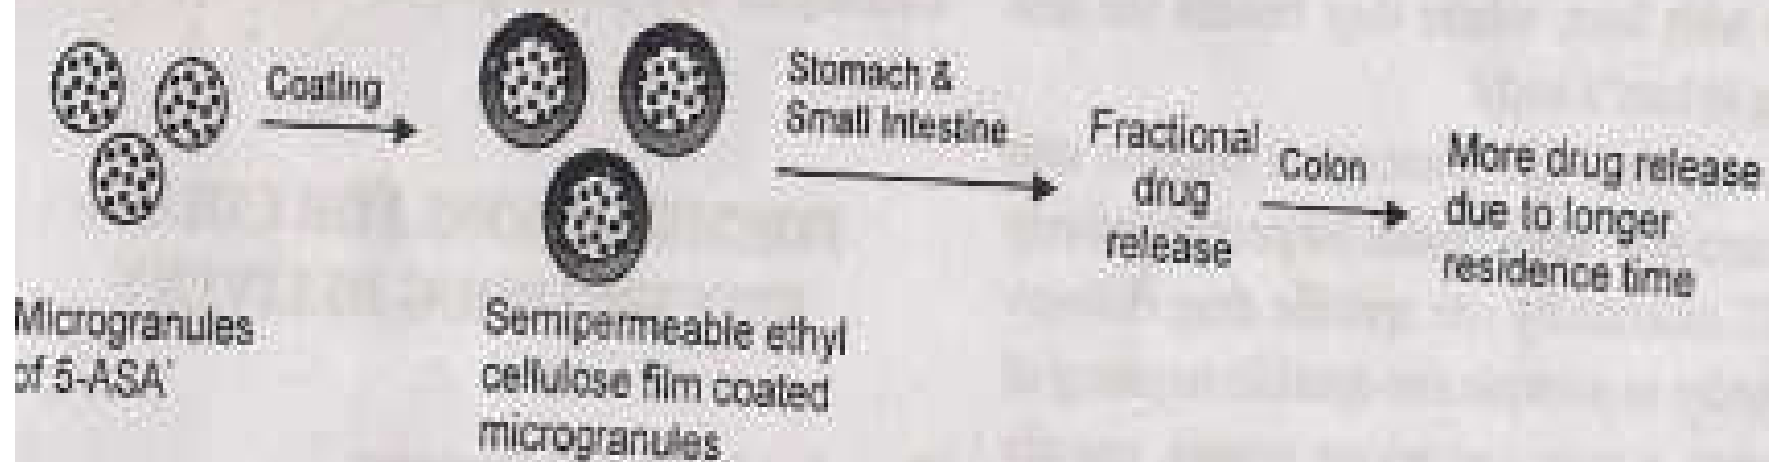 Coating
Stomach &
Small Intestine
Fractional
drug
release
Colon
More drug release
due to longer
residence time
Microgranules
of 5-ASA'
Semipermeable ethyl
cellulose film coated
microgranules